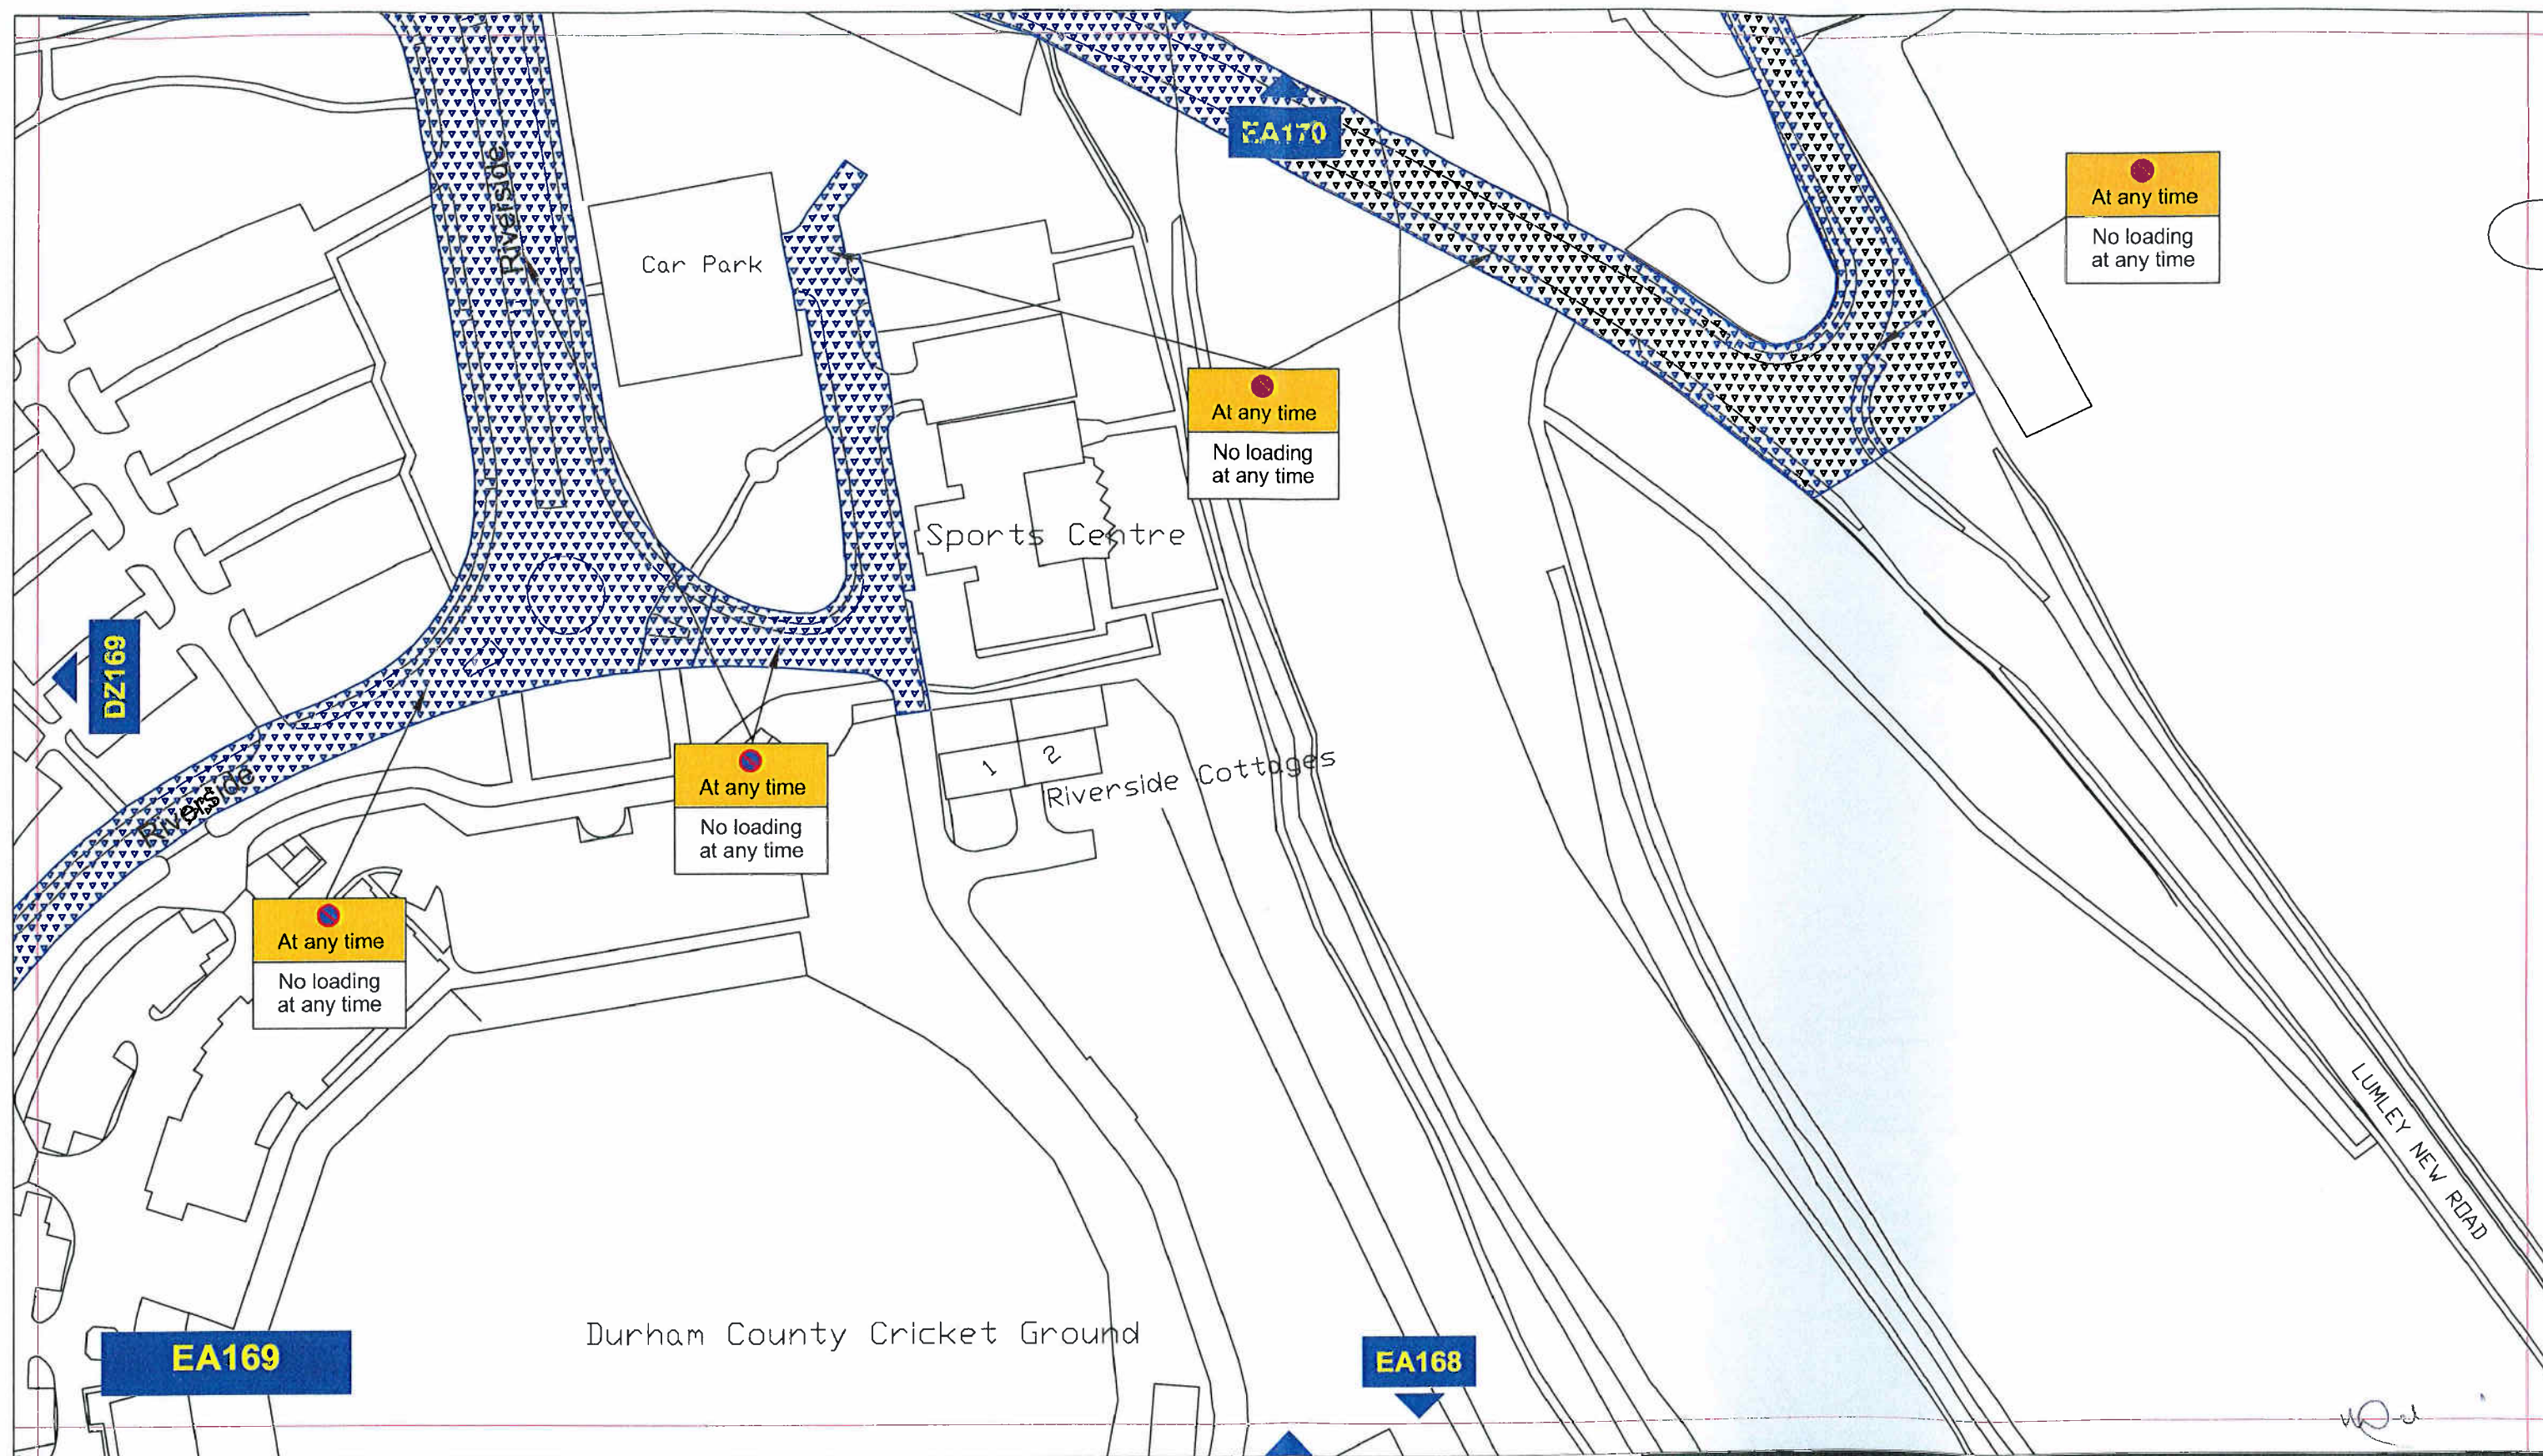 Riverside
EA170
At any time
No loading
at any time
Car Park
At any time
No loading
at any time
Sports Centre
DZ169
At any time
No loading
at any time
1
2
Riverside Cottages
Riverside
At any time
No loading
at any time
LUMLEY NEW ROAD
Durham County Cricket Ground
EA169
EA168